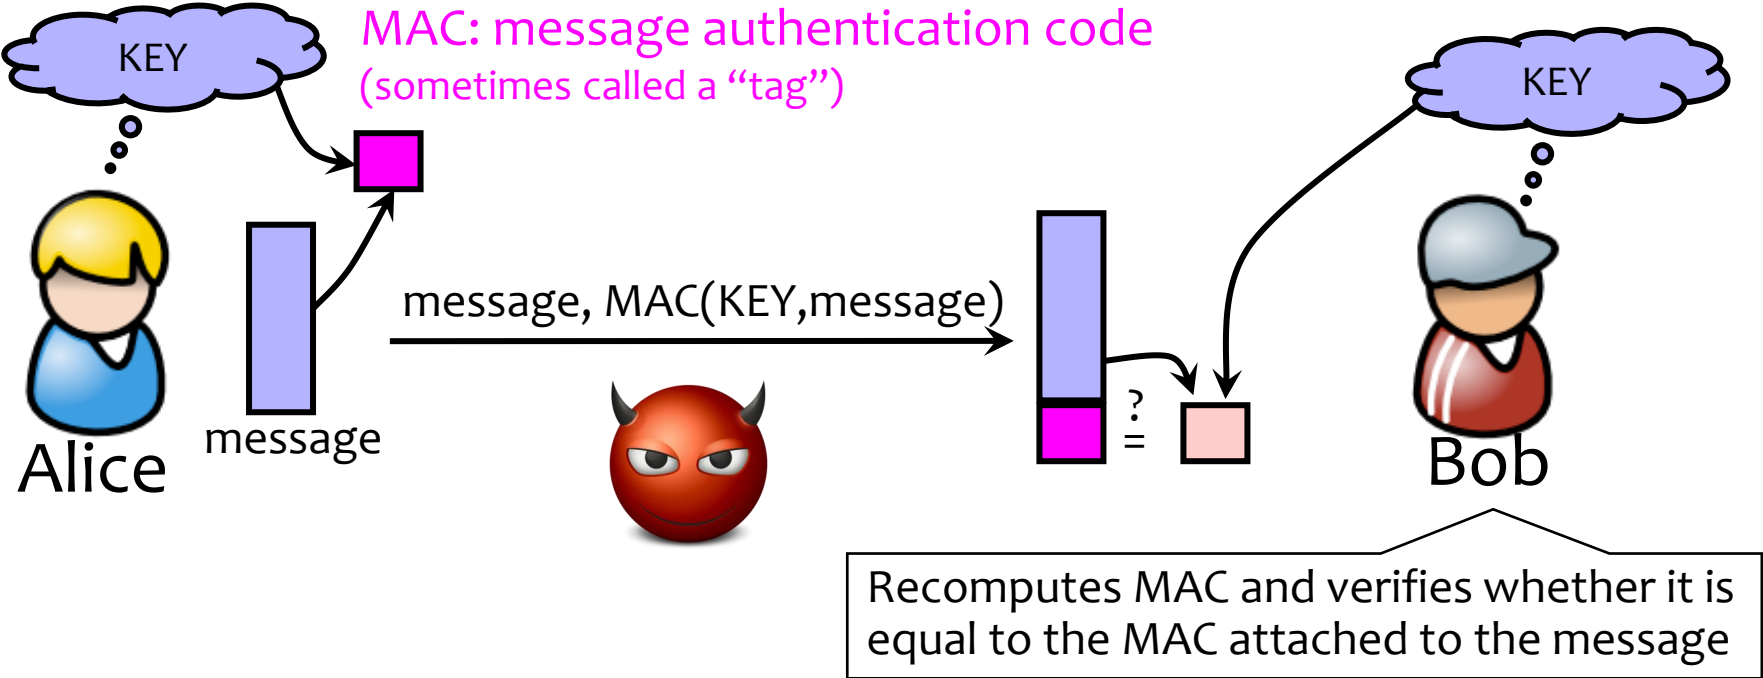 KEY
MAC: message authentication code
(sometimes called a “tag”)
KEY
message, MAC(KEY,message)
?
=
message
Alice
Bob
Recomputes MAC and verifies whether it is
equal to the MAC attached to the message